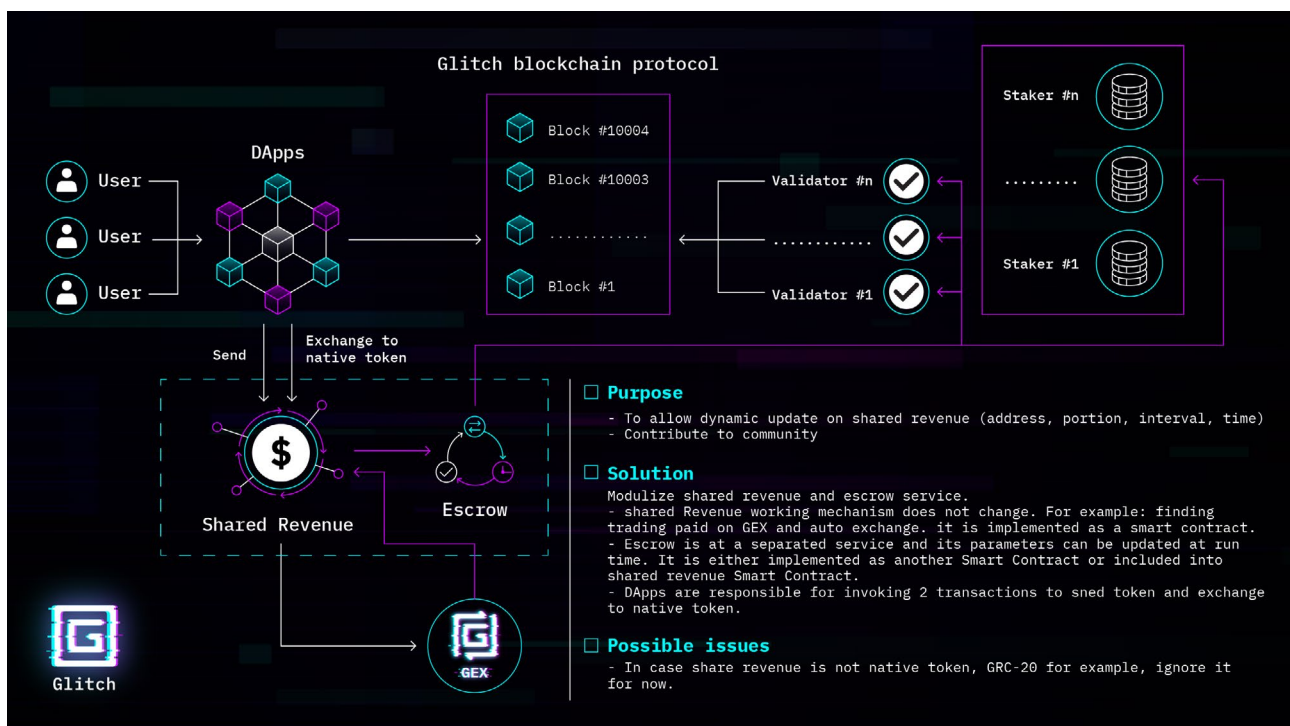 Glitch blockchain protocol
DApps
User
User
User
Block #10004
Block #10003
............
Block #1
Validator #n
............
Validator #1
Staker #n
.........
Staker #1
Send
Exchange to
native token
Shared Revenue
Escrow
GEX
Glitch
Purpose
- To allow dynamic update on shared revenue (address, portion, interval, time)
- Contribute to community
Solution
Modulize shared revenue and escrow service.
- shared Revenue working mechanism does not change. For example: finding
trading paid on GEX and auto exchange. it is implemented as a smart contract.
- Escrow is at a separated service and its parameters can be updated at run
time. It is either implemented as another Smart Contract or included into
shared revenue Smart Contract.
- DApps are responsible for invoking 2 transactions to sned token and exchange
to native token.
Possible issues
- In case share revenue is not native token, GRC-20 for example, ignore it
for now.